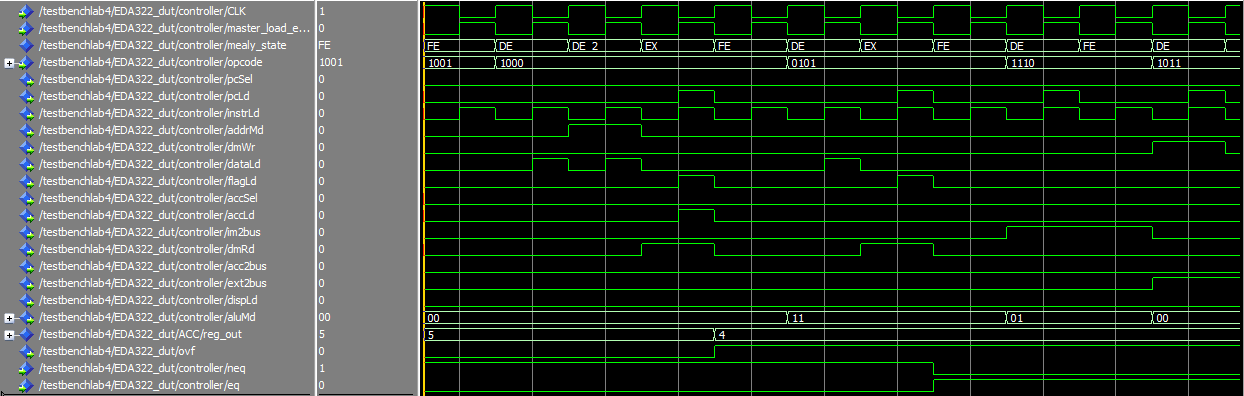 /testbenchlab4/EDA322_dut/controller/CLK 1
/testbenchlab4/EDA322_dut/controller/master_load_e... 0
/testbenchlab4/EDA322_dut/controller/mealy_state FE FE DE DE_2 EX FE DE EX FE DE FE DE
/testbenchlab4/EDA322_dut/controller/opcode 1001 1001 1000 0101 1110 1011
/testbenchlab4/EDA322_dut/controller/pcSel 0
/testbenchlab4/EDA322_dut/controller/pcLd 0
/testbenchlab4/EDA322_dut/controller/instrLd 0
/testbenchlab4/EDA322_dut/controller/addrMd 0
/testbenchlab4/EDA322_dut/controller/dmWr 0
/testbenchlab4/EDA322_dut/controller/dataLd 0
/testbenchlab4/EDA322_dut/controller/flagLd 0
/testbenchlab4/EDA322_dut/controller/accSel 0
/testbenchlab4/EDA322_dut/controller/accLd 0
/testbenchlab4/EDA322_dut/controller/im2bus 0
/testbenchlab4/EDA322_dut/controller/dmRd 0
/testbenchlab4/EDA322_dut/controller/acc2bus 0
/testbenchlab4/EDA322_dut/controller/ext2bus 0
/testbenchlab4/EDA322_dut/controller/dispLd 0
/testbenchlab4/EDA322_dut/controller/aluMd 00 00 11 01 00
/testbenchlab4/EDA322_dut/ACC/reg_out 5 5 4
/testbenchlab4/EDA322_dut/ovf 0
/testbenchlab4/EDA322_dut/controller/neq 1
/testbenchlab4/EDA322_dut/controller/eq 0